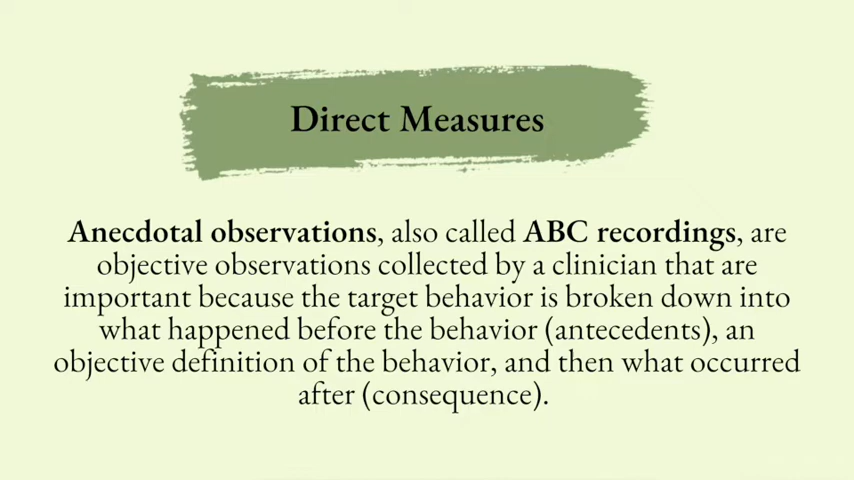 Direct Measures
Anecdotal observations, also called ABC recordings, are
objective observations collected by a clinician that are
important because the target behavior is broken down into
what happened before the behavior (antecedents), an
objective definition of the behavior, and then what occurred
after (consequence).